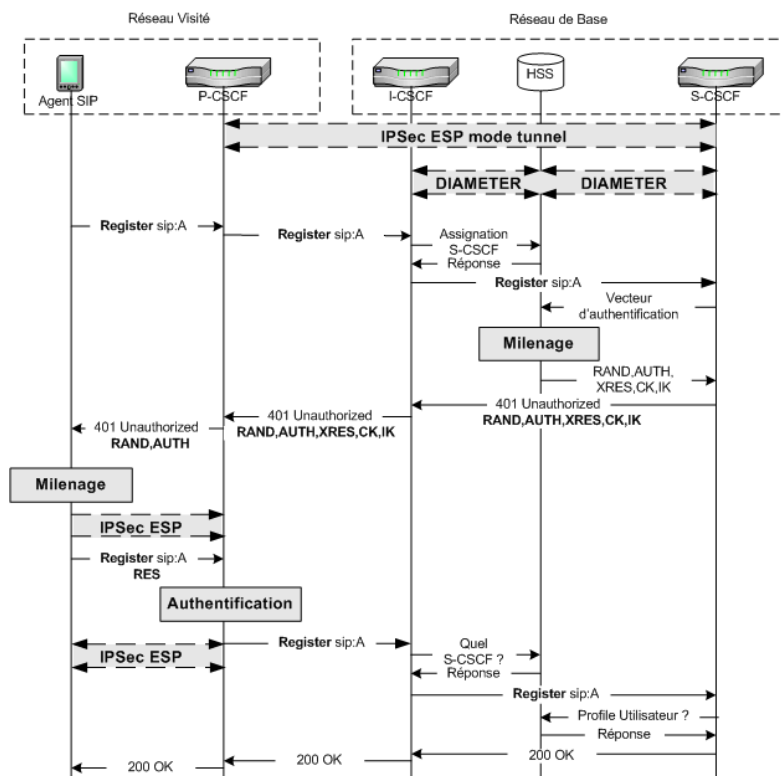 Réseau Visité
Réseau de Base
Agent SIP
P-CSCF
I-CSCF
HSS
S-CSCF
IPSec ESP mode tunnel
DIAMETER
DIAMETER
Register sip:A
Register sip:A
Assignation
S-CSCF
Réponse
Register sip:A
Vecteur
d'authentification
Milenage
RAND,AUTH,
XRES,CK,IK
401 Unauthorized
RAND,AUTH,XRES,CK,IK
401 Unauthorized
RAND,AUTH,XRES,CK,IK
401 Unauthorized
RAND,AUTH
Milenage
IPSec ESP
Register sip:A
RES
Authentification
IPSec ESP
Register sip:A
Quel
S-CSCF ?
Réponse
Register sip:A
Profile Utilisateur ?
Réponse
200 OK
200 OK
200 OK